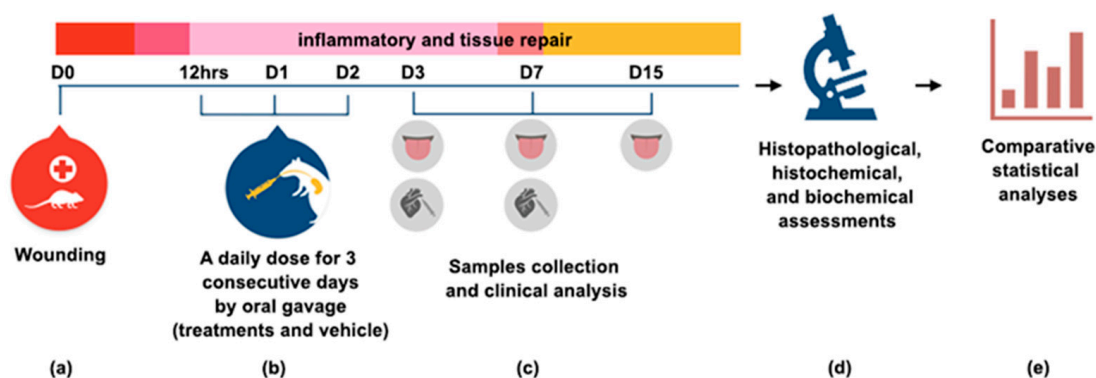 inflammatory and tissue repair
D0 12hrs D1 D2 D3 D7 D15
Wounding
A daily dose for 3
consecutive days
by oral gavage
(treatments and vehicle)
Samples collection
and clinical analysis
Histopathological,
histochemical,
and biochemical
assessments
Comparative
statistical
analyses
(a) (b) (c) (d) (e)